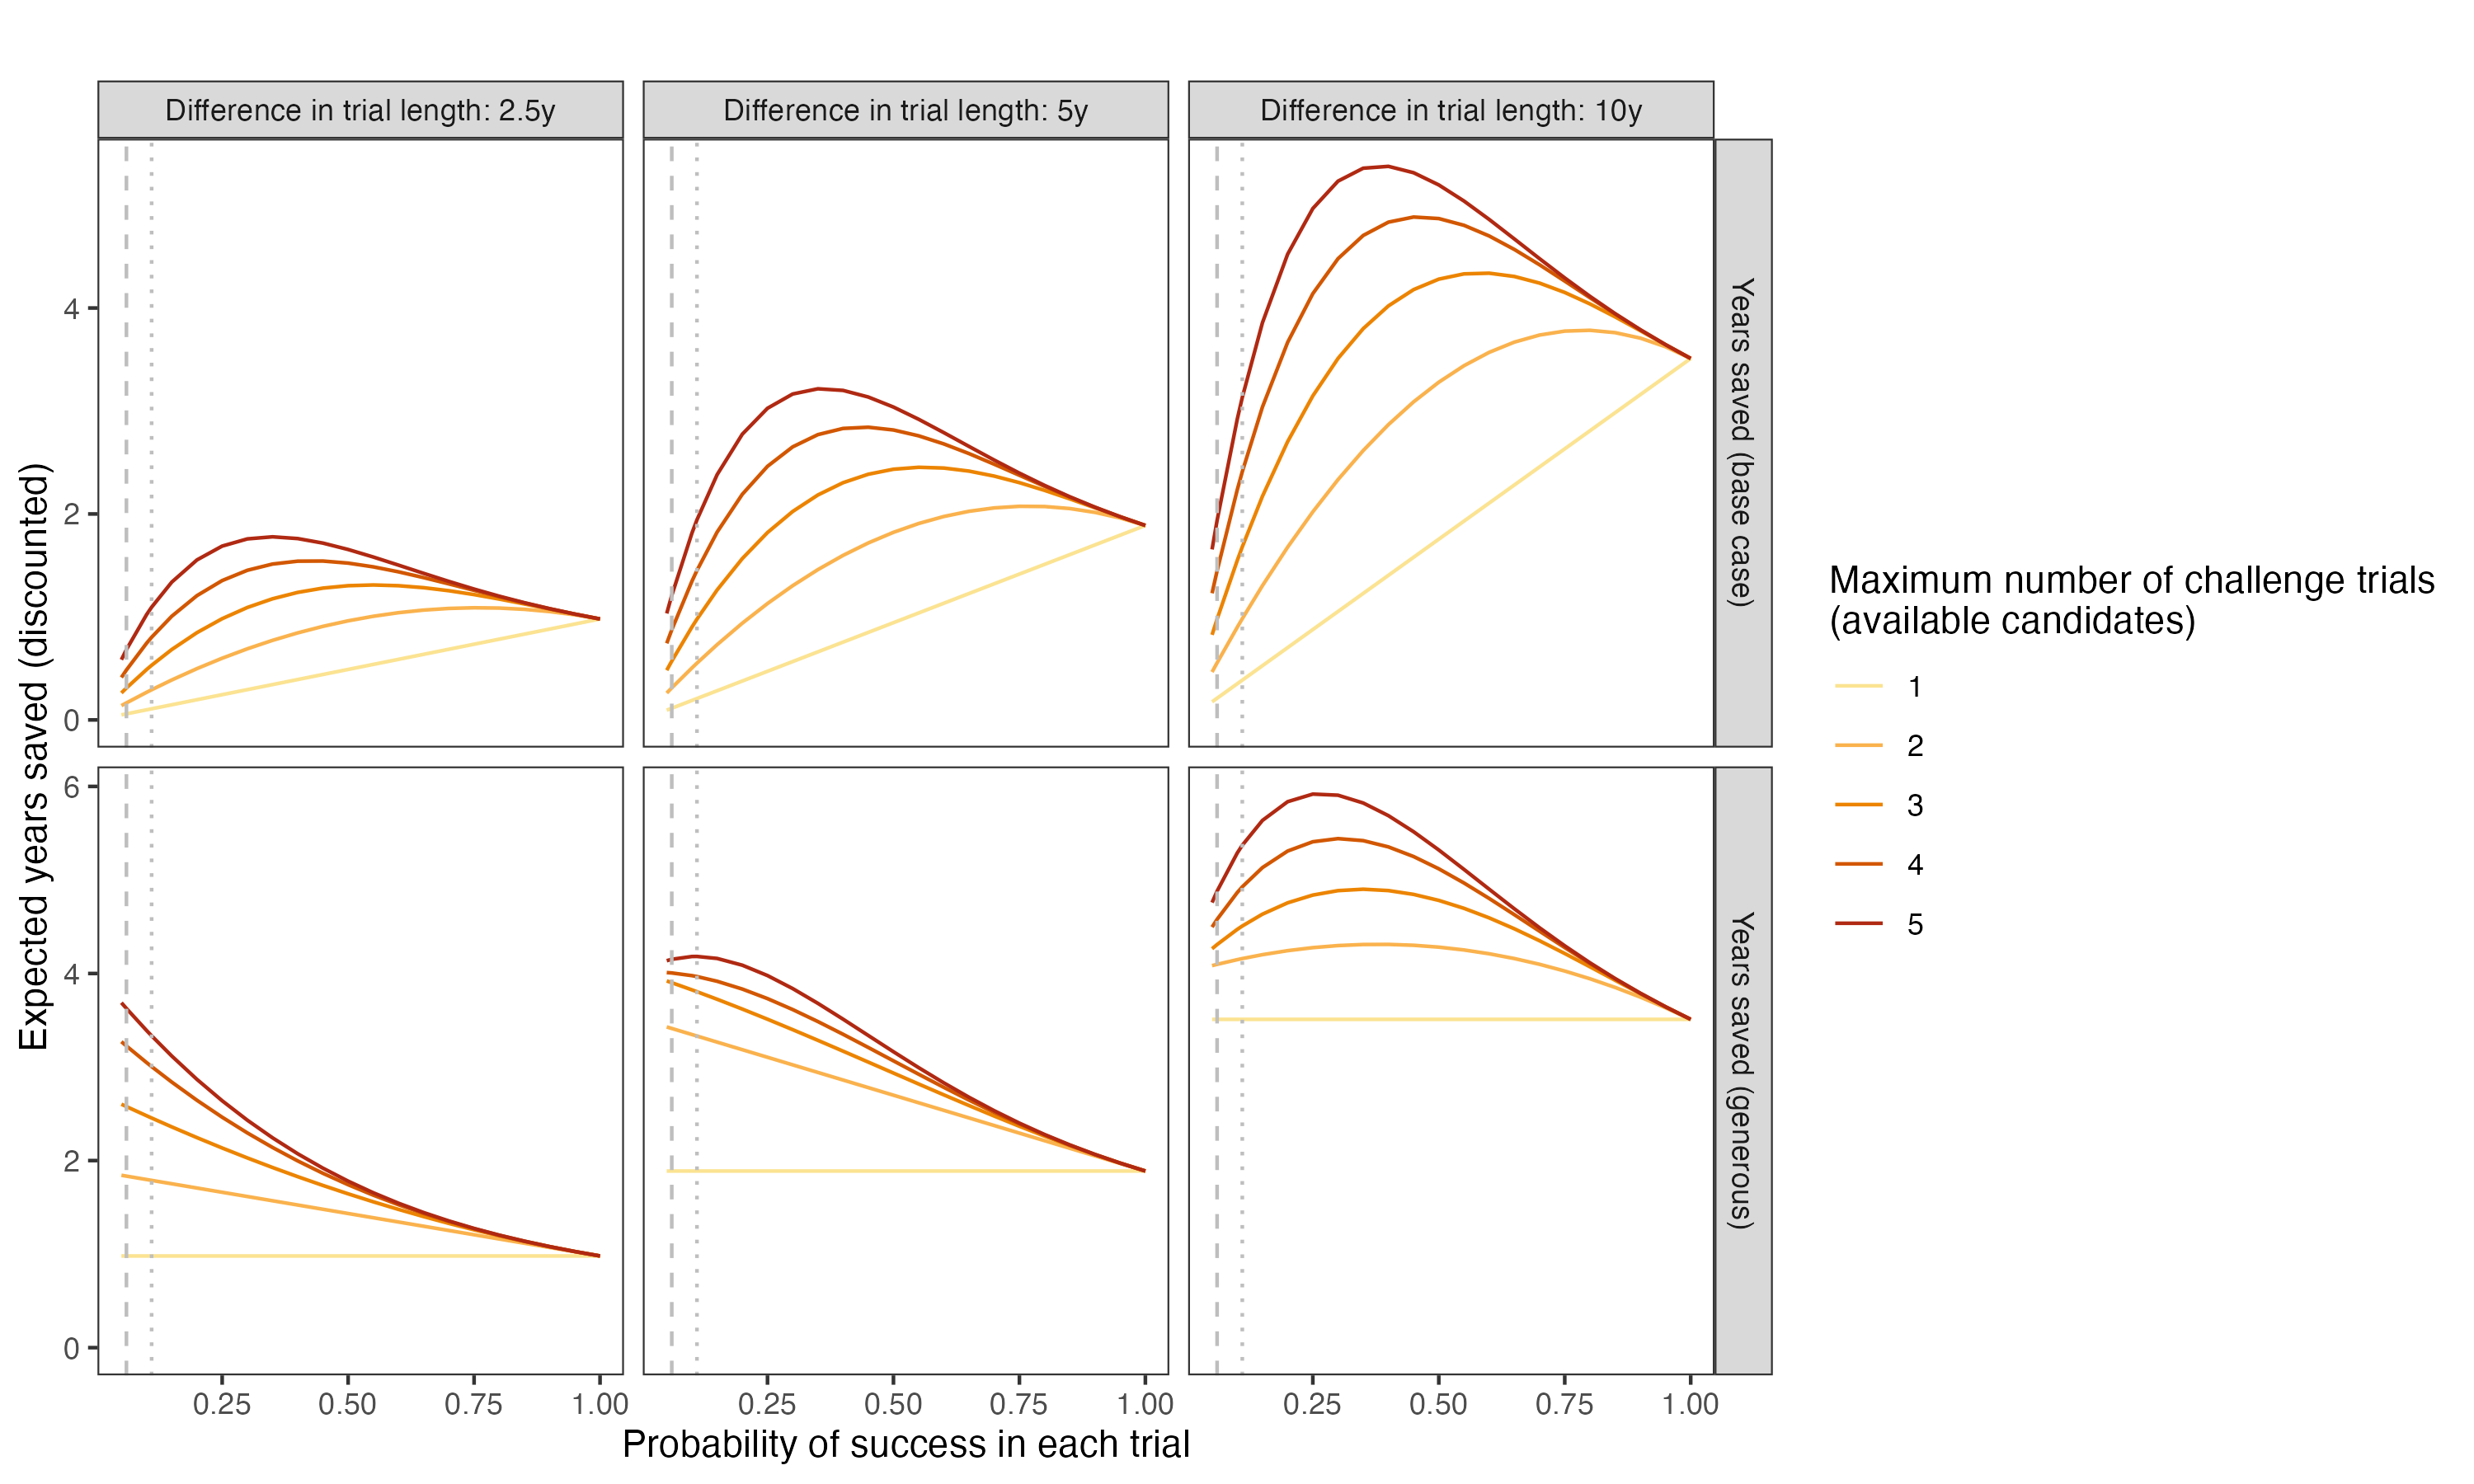 Difference in trial length: 2.5y
Difference in trial length: 5y
Difference in trial length: 10y
Expected years saved (discounted)
4
2
0
Years saved (base case)
6
4
2
0
Years saved (generous)
0.25 0.50 0.75 1.00
0.25 0.50 0.75 1.00
0.25 0.50 0.75 1.00
Probability of success in each trial
Maximum number of challenge trials
(available candidates)
1
2
3
4
5